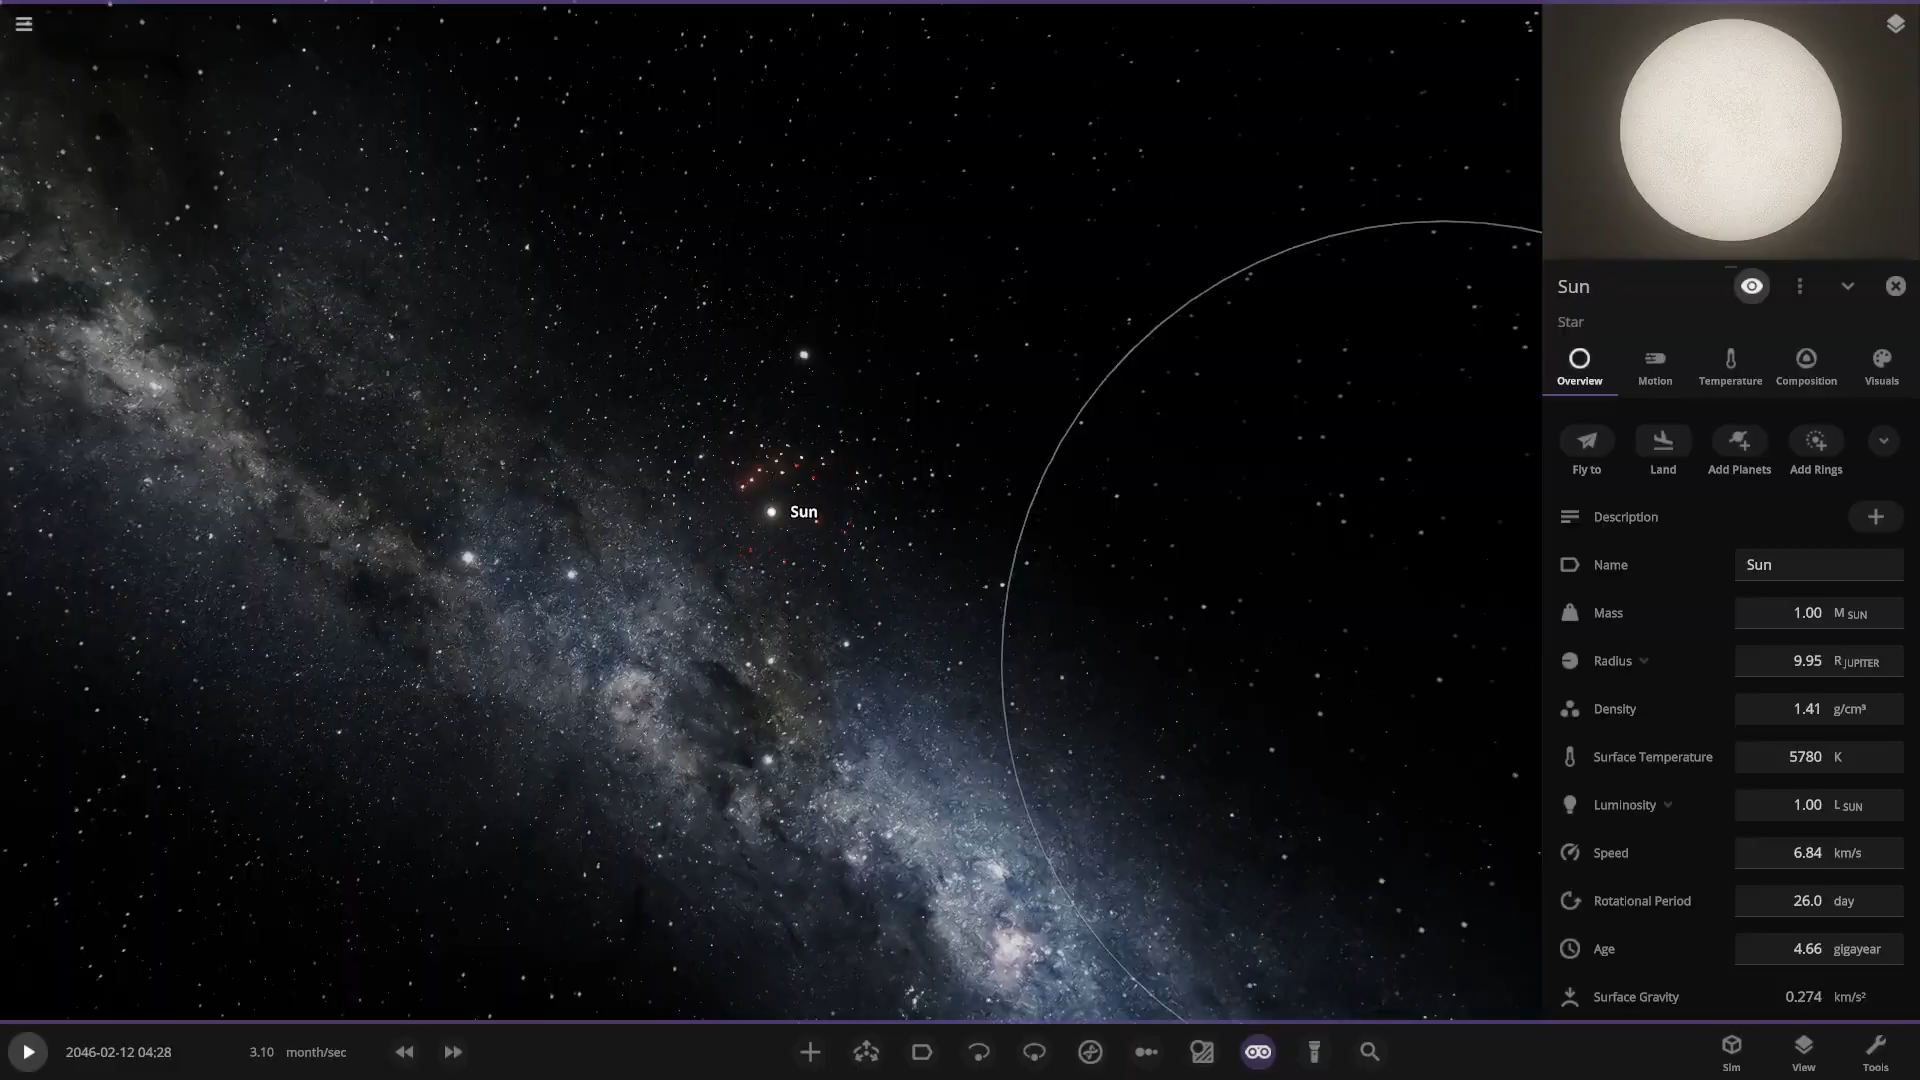 Sun
Sun
Star
Overview
Motion
Temperature
Composition
Visuals
Fly to
Land
Add Planets
Add Rings
Description
Name Sun
Mass 1.00 M SUN
Radius 9.95 R JUPITER
Density 1.41 g/cm³
Surface Temperature 5780 K
Luminosity 1.00 L SUN
Speed 6.84 km/s
Rotational Period 26.0 day
Age 4.66 gigayear
Surface Gravity 0.274 km/s²
2046-02-12 04:28
3.10 month/sec
Sim
View
Tools